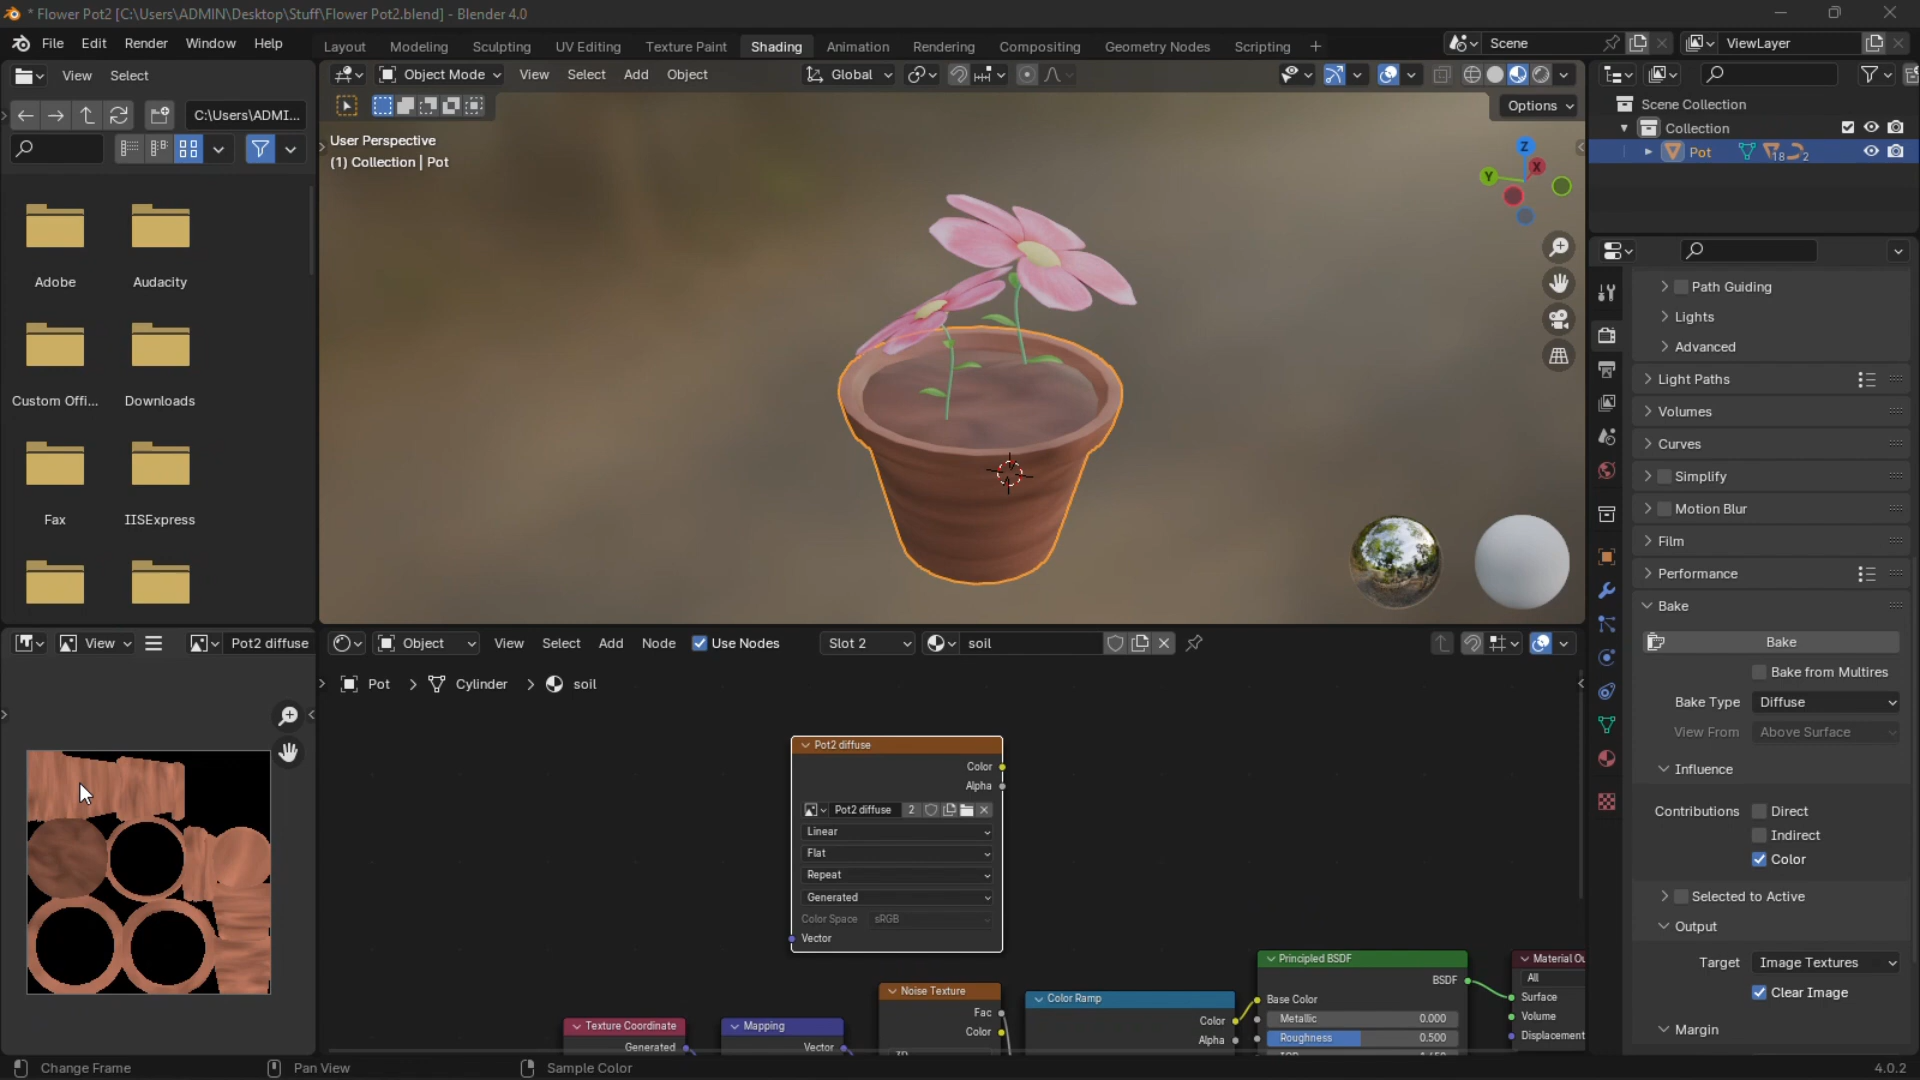 * Flower Pot2 [C:\Users\ADMIN\Desktop\Stuff\Flower Pot2.blend] - Blender 4.0
File Edit Render Window Help
Layout Modeling Sculpting UV Editing Texture Paint Shading Animation Rendering Compositing Geometry Nodes Scripting +
Scene
ViewLayer
View Select
Object Mode View Select Add Object
Global
C:\Users\ADMI...
Options
User Perspective
(1) Collection | Pot
Z
X
Y
Scene Collection
Collection
Pot
18
2
Adobe
Audacity
Custom Offi...
Downloads
Fax
IISExpress
Path Guiding
Lights
Advanced
Light Paths
Volumes
Curves
Simplify
Motion Blur
Film
Performance
Bake
Bake
Bake from Multires
Bake Type Diffuse
View From Above Surface
Influence
Contributions Direct
Indirect
Color
Selected to Active
Output
Target Image Textures
Clear Image
Margin
View
Pot2 diffuse
Object View Select Add Node Use Nodes Slot 2 soil
Pot > Cylinder > soil
Pot2 diffuse
Color
Alpha
Pot2 diffuse 2
Linear
Flat
Repeat
Generated
Color Space sRGB
Vector
Texture Coordinate
Generated
Mapping
Vector
Noise Texture
Fac
Color
Color Ramp
Color
Alpha
Principled BSDF
BSDF
Base Color
Metallic 0.000
Roughness 0.500
Material Ou
All
Surface
Volume
Displacement
Change Frame
Pan View
Sample Color
4.0.2